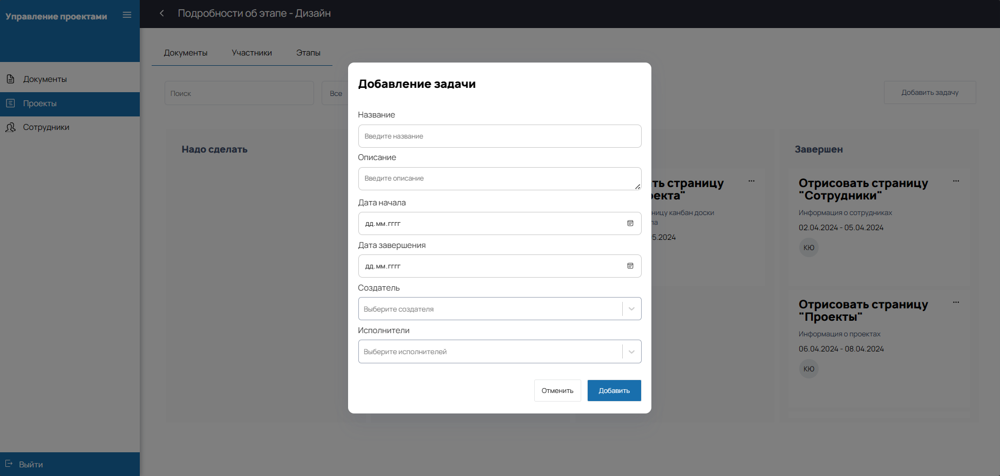 Управление проектами
Подробности об этапе - Дизайн
Документы
Проекты
Сотрудники
Выйти
Документы Участники Этапы
Поиск
Все
Добавить задачу
Надо сделать
Завершен
страницу
ницу канбан доски
5.2024
Отрисовать страницу
"Сотрудники"
Информация о сотрудниках
02.04.2024 - 05.04.2024
КЮ
Отрисовать страницу
"Проекты"
Информация о проектах
06.04.2024 - 08.04.2024
КЮ
Добавление задачи
Название
Введите название
Описание
Введите описание
Дата начала
дд.мм.гггг
Дата завершения
дд.мм.гггг
Создатель
Выберите создателя
Исполнители
Выберите исполнителей
Отменить
Добавить